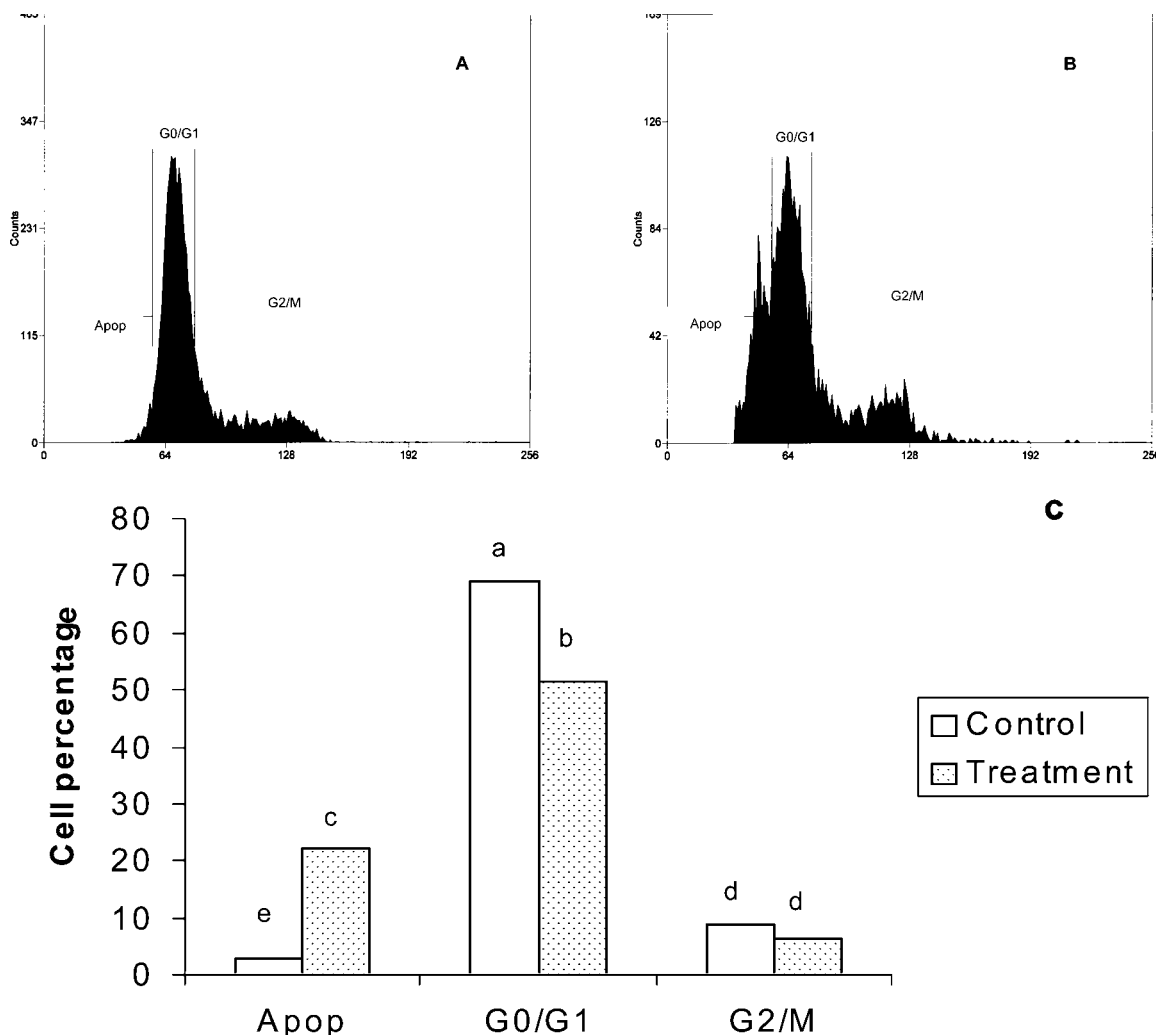 A
347
G0/G1
231
Counts
G2/M
115
Apop
0
0 64 128 192 256
B
126
G0/G1
84
Counts
G2/M
42
Apop
0
0 64 128 192
C
80
70
60
50
40
30
20
10
0
Cell percentage
a
b
c
d d
e
Control
Treatment
Apop G0/G1 G2/M